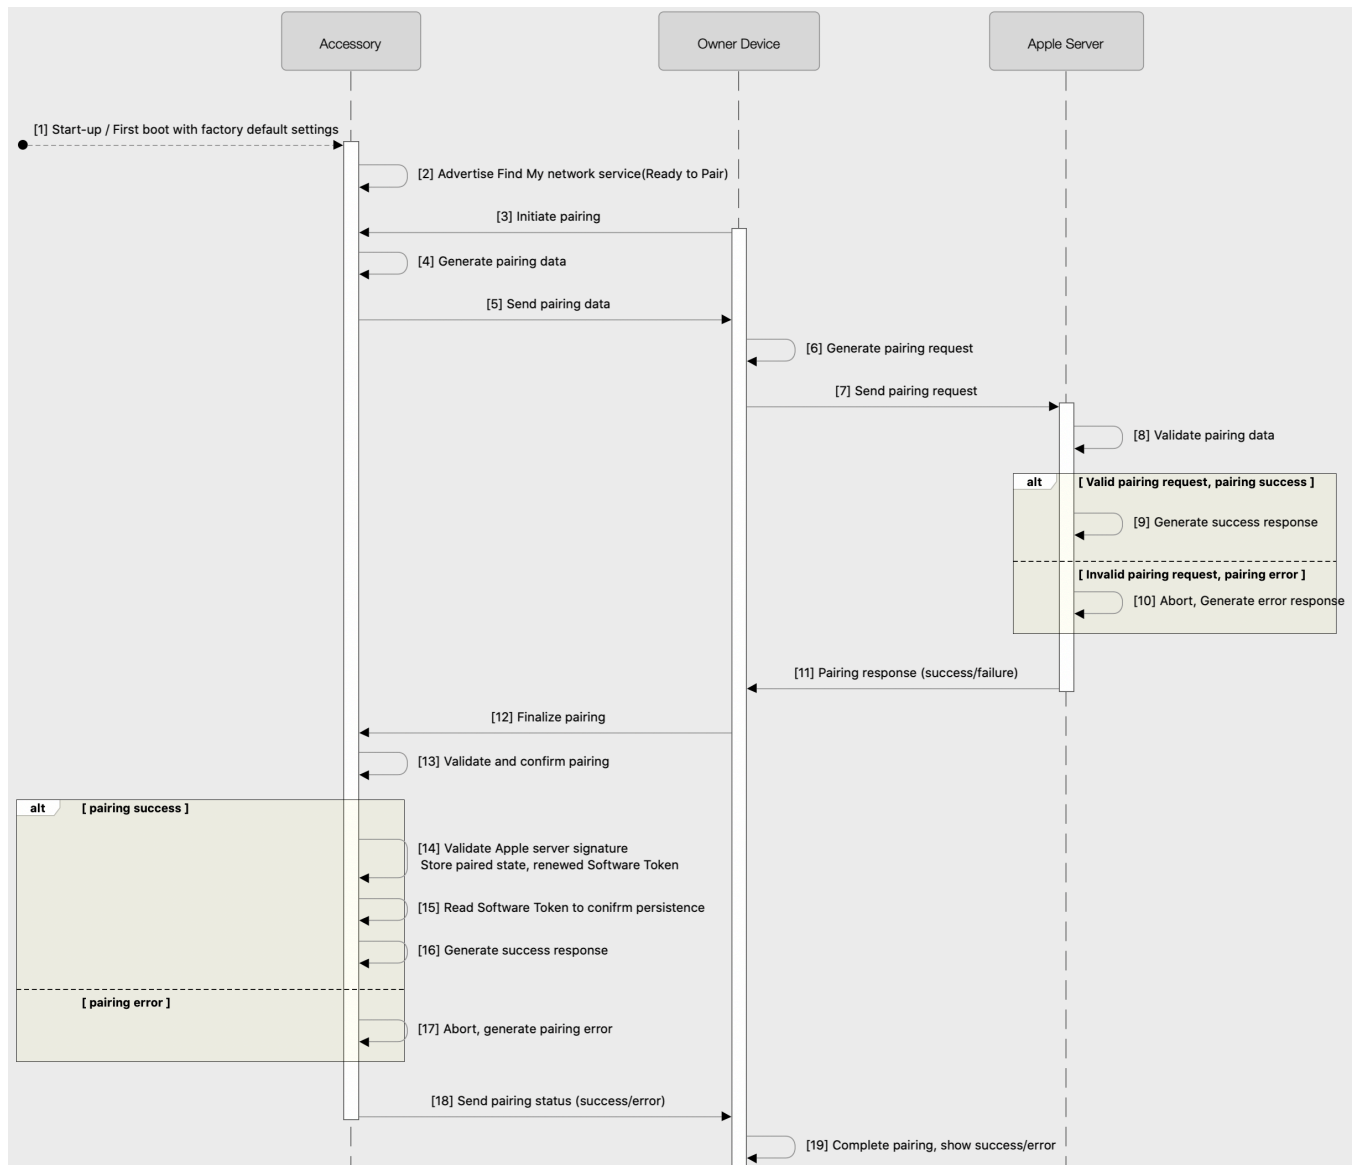 Accessory
Owner Device
Apple Server
[1] Start-up / First boot with factory default settings
[2] Advertise Find My network service(Ready to Pair)
[3] Initiate pairing
[4] Generate pairing data
[5] Send pairing data
[6] Generate pairing request
[7] Send pairing request
[8] Validate pairing data
alt
[ Valid pairing request, pairing success ]
[9] Generate success response
[ Invalid pairing request, pairing error ]
[10] Abort, Generate error response
[11] Pairing response (success/failure)
[12] Finalize pairing
[13] Validate and confirm pairing
alt
[ pairing success ]
[14] Validate Apple server signature
Store paired state, renewed Software Token
[15] Read Software Token to conifrm persistence
[16] Generate success response
[ pairing error ]
[17] Abort, generate pairing error
[18] Send pairing status (success/error)
[19] Complete pairing, show success/error